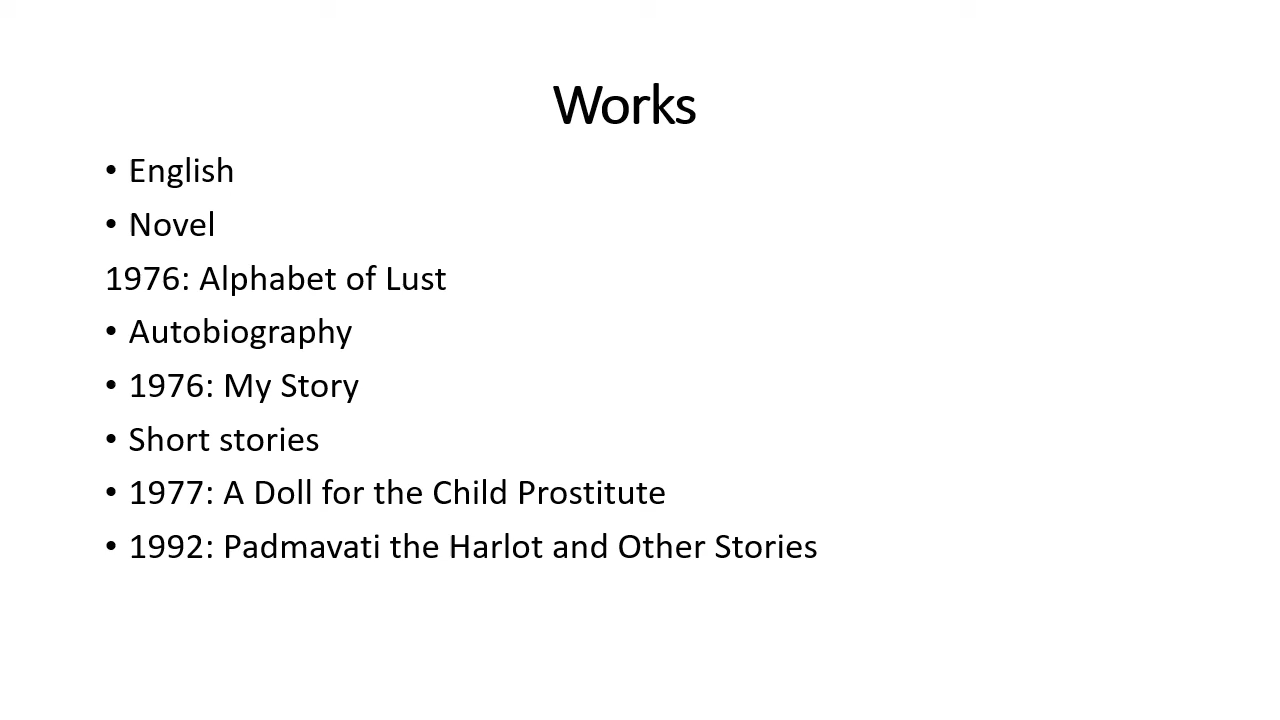 Works
• English
• Novel
1976: Alphabet of Lust
• Autobiography
• 1976: My Story
• Short stories
• 1977: A Doll for the Child Prostitute
• 1992: Padmavati the Harlot and Other Stories